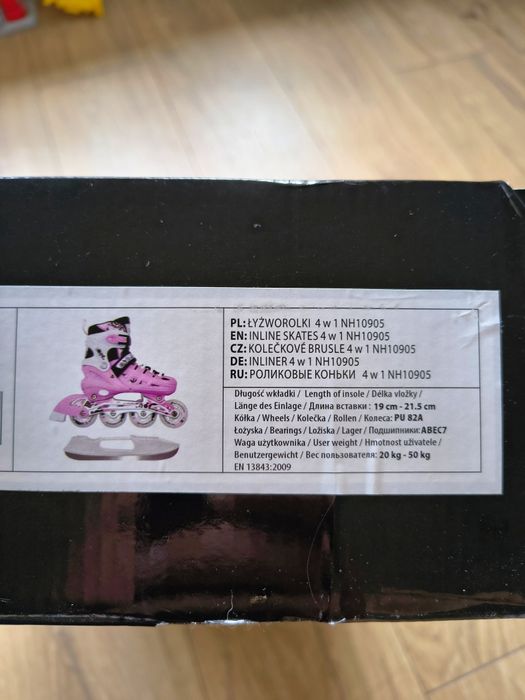 PL: ŁYŻWOROLKI 4 w 1 NH10905
EN: INLINE SKATES 4 w 1 NH10905
CZ: KOLEČKOVÉ BRUSLE 4 w 1 NH10905
DE: INLINER 4 w 1 NH10905
RU: РОЛИКОВЫЕ КОНЬКИ 4 w 1 NH10905
Długość wkładki / Length of insole / Délka vložky /
Länge des Einlage / Длина вставки : 19 cm - 21.5 cm
Kółka / Wheels / Kolečka / Rollen / Колеса: PU 82A
Łożyska / Bearings / Ložiska / Lager / Подшипники: ABEC7
Waga użytkownika / User weight / Hmotnost uživatele /
Benutzergewicht / Вес пользователя: 20 kg - 50 kg
EN 13843:2009